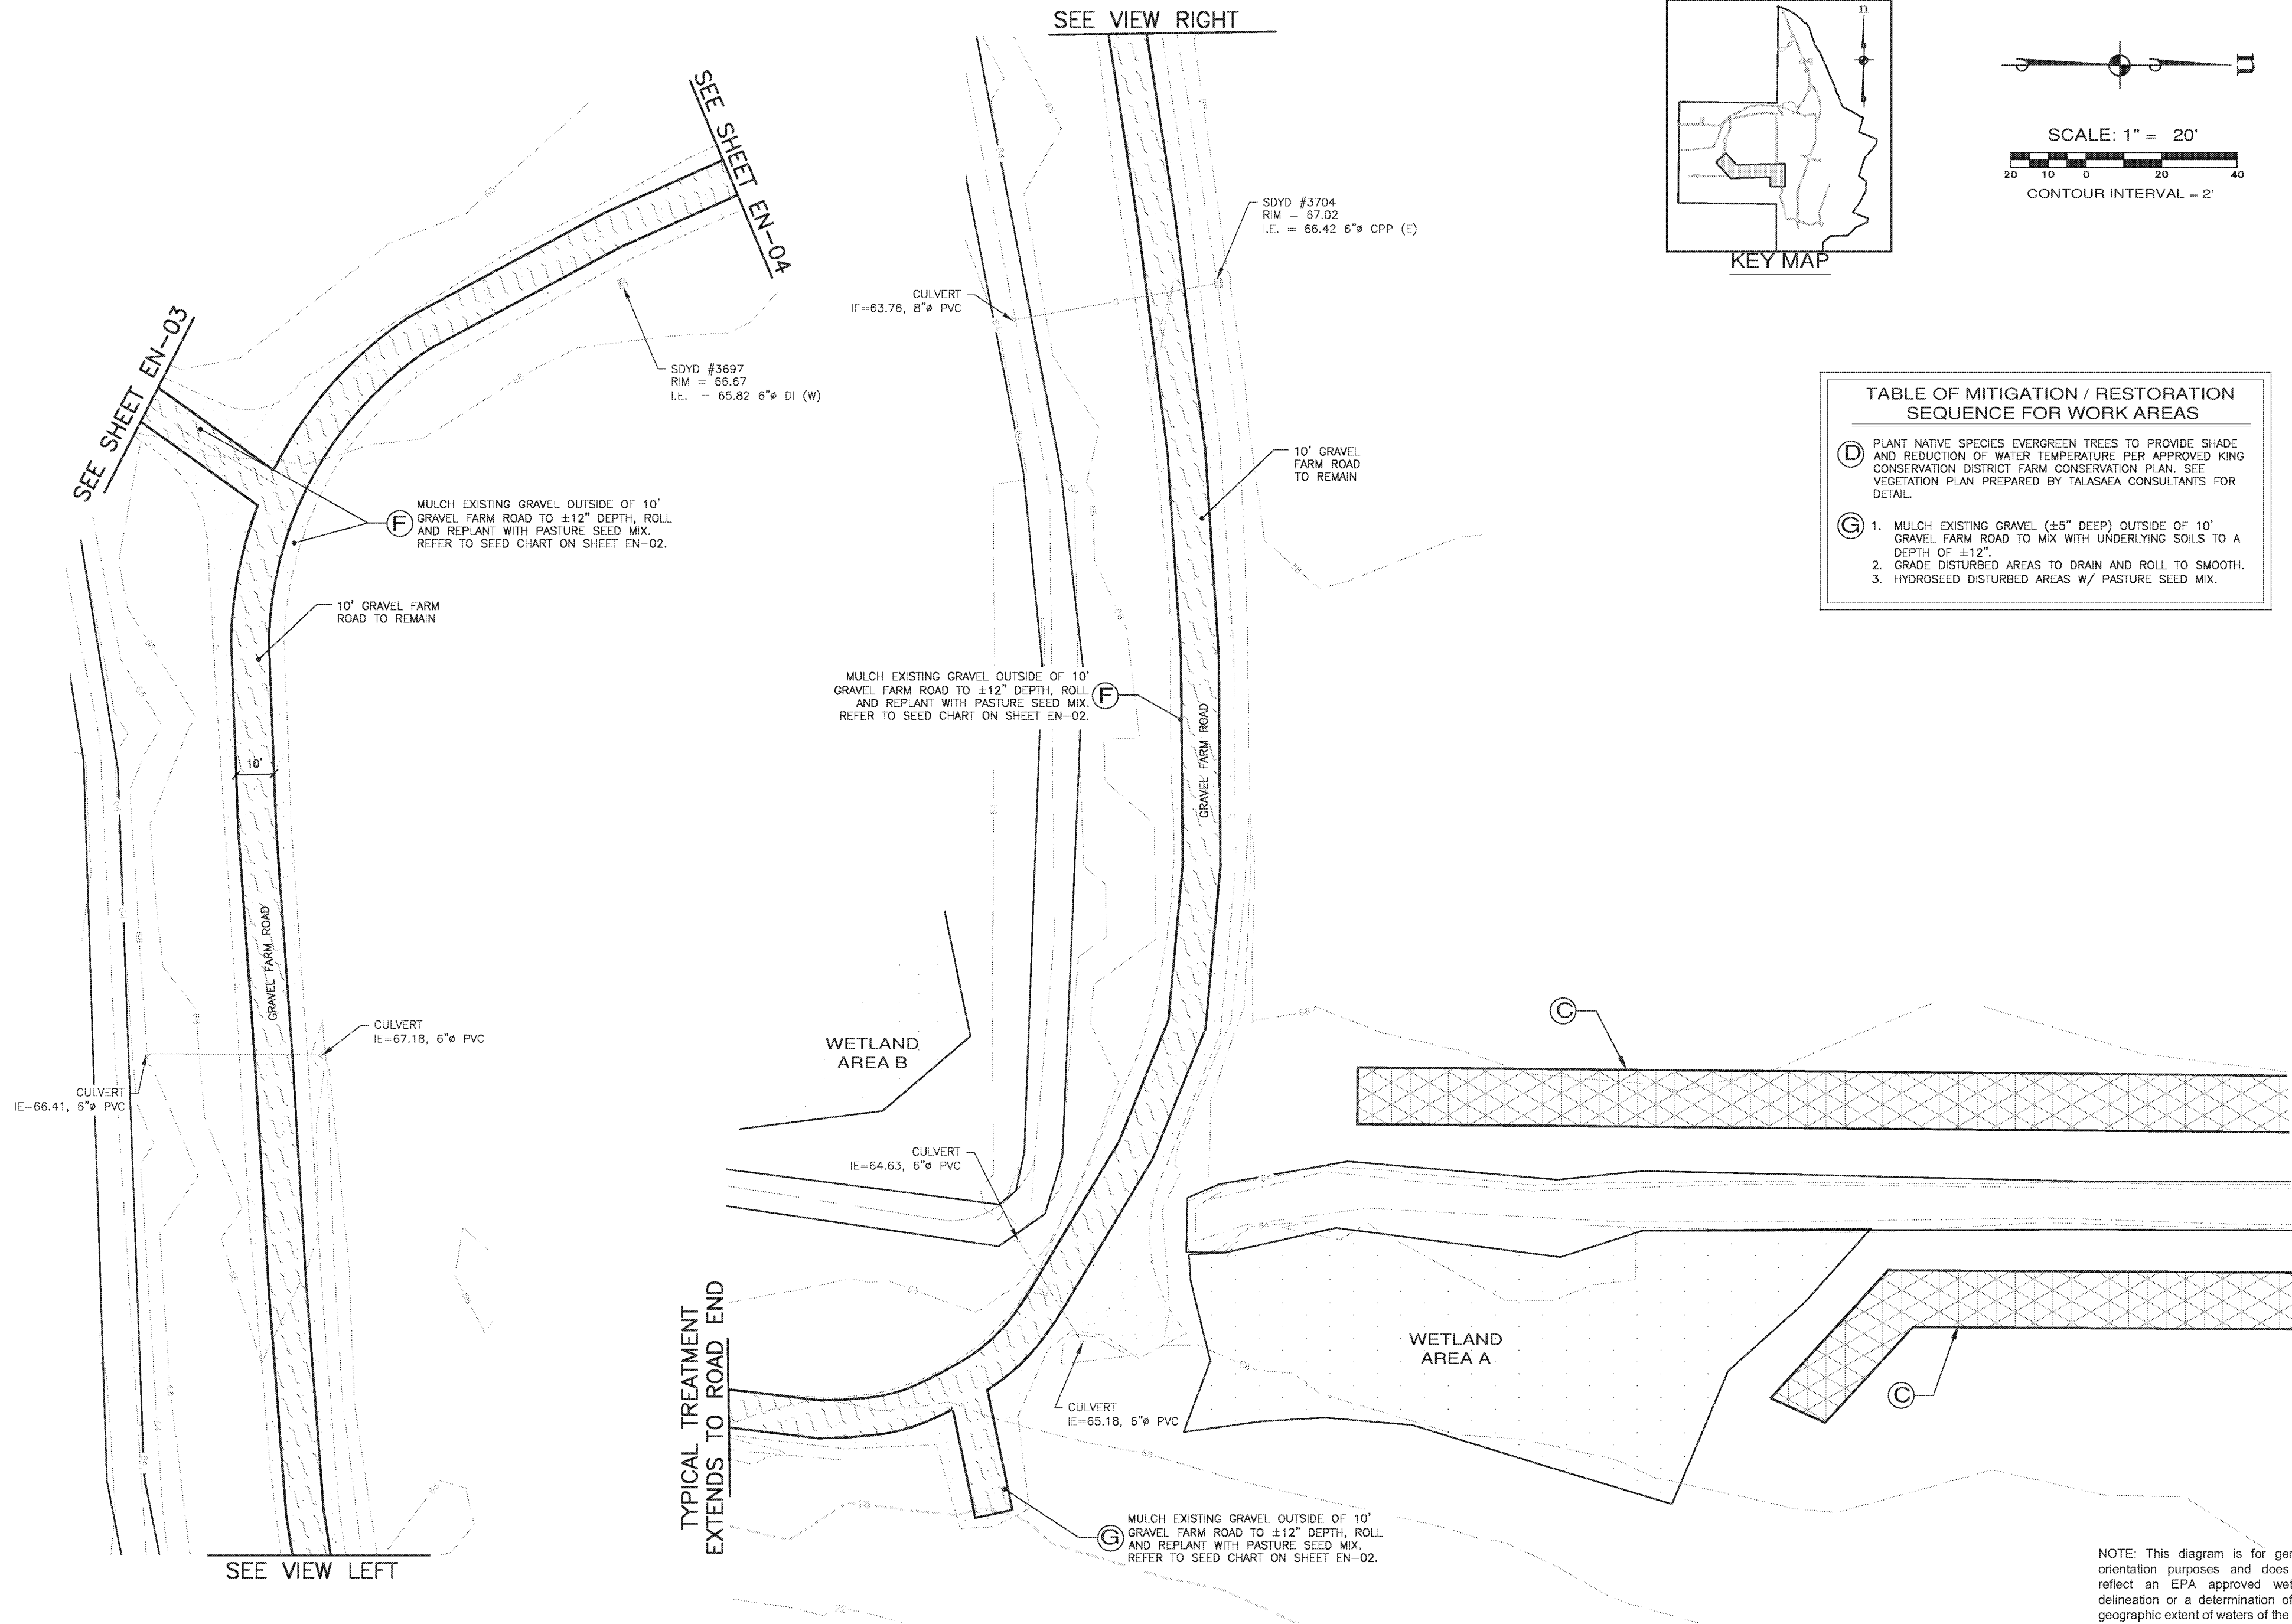 SEE VIEW RIGHT
n
KEY MAP
n
SCALE: 1" = 20'
20 10 0 20 40
CONTOUR INTERVAL = 2'
SEE SHEET EN-04
SEE SHEET EN-03
SDYD #3697
RIM = 66.67
I.E. = 65.82 6"ø DI (W)
MULCH EXISTING GRAVEL OUTSIDE OF 10'
GRAVEL FARM ROAD TO ±12" DEPTH, ROLL
AND REPLANT WITH PASTURE SEED MIX.
REFER TO SEED CHART ON SHEET EN-02.
F
10' GRAVEL FARM
ROAD TO REMAIN
10'
GRAVEL FARM ROAD
CULVERT
IE=67.18, 6"ø PVC
CULVERT
IE=66.41, 6"ø PVC
SEE VIEW LEFT
SDYD #3704
RIM = 67.02
I.E. = 66.42 6"ø CPP (E)
CULVERT
IE=63.76, 8"ø PVC
10' GRAVEL
FARM ROAD
TO REMAIN
MULCH EXISTING GRAVEL OUTSIDE OF 10'
GRAVEL FARM ROAD TO ±12" DEPTH, ROLL
AND REPLANT WITH PASTURE SEED MIX.
REFER TO SEED CHART ON SHEET EN-02.
F
GRAVEL FARM ROAD
WETLAND
AREA B
CULVERT
IE=64.63, 6"ø PVC
TYPICAL TREATMENT
EXTENDS TO ROAD END
CULVERT
IE=65.18, 6"ø PVC
G
MULCH EXISTING GRAVEL OUTSIDE OF 10'
GRAVEL FARM ROAD TO ±12" DEPTH, ROLL
AND REPLANT WITH PASTURE SEED MIX.
REFER TO SEED CHART ON SHEET EN-02.
WETLAND
AREA A
C
C
66
66
64
68
70
72
TABLE OF MITIGATION / RESTORATION
SEQUENCE FOR WORK AREAS
D PLANT NATIVE SPECIES EVERGREEN TREES TO PROVIDE SHADE
AND REDUCTION OF WATER TEMPERATURE PER APPROVED KING
CONSERVATION DISTRICT FARM CONSERVATION PLAN. SEE
VEGETATION PLAN PREPARED BY TALASAEA CONSULTANTS FOR
DETAIL.
G 1. MULCH EXISTING GRAVEL (±5" DEEP) OUTSIDE OF 10'
GRAVEL FARM ROAD TO MIX WITH UNDERLYING SOILS TO A
DEPTH OF ±12".
2. GRADE DISTURBED AREAS TO DRAIN AND ROLL TO SMOOTH.
3. HYDROSEED DISTURBED AREAS W/ PASTURE SEED MIX.
NOTE: This diagram is for
orientation purposes and does
reflect an EPA approved
delineation or a determination
geographic extent of waters of the